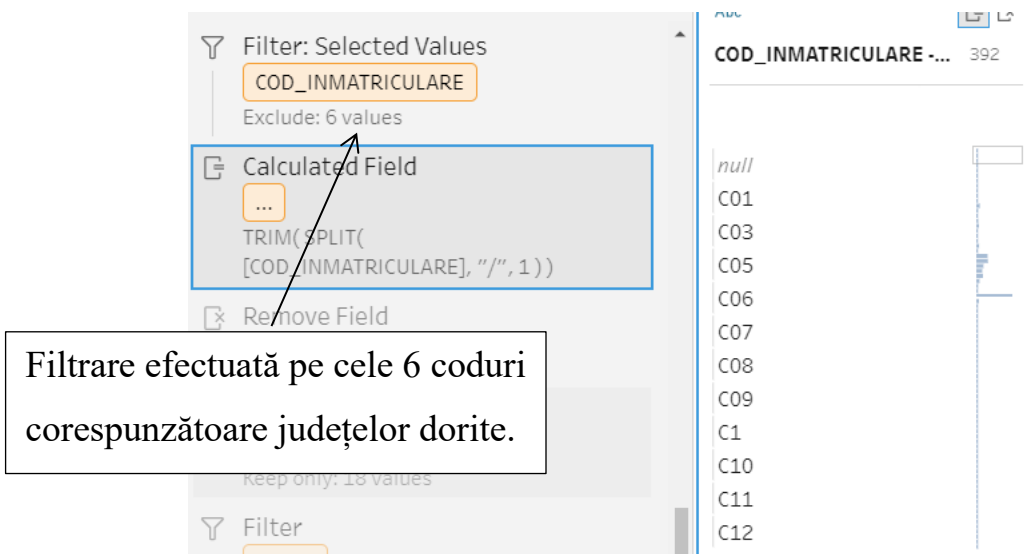 Filter: Selected Values
COD_INMATRICULARE
Exclude: 6 values
Calculated Field
...
TRIM( SPLIT(
[COD_INMATRICULARE], "/", 1 ) )
Remove Field
Filtrare efectuată pe cele 6 coduri
corespunzătoare județelor dorite.
Keep only: 18 values
Filter
Abc
COD_INMATRICULARE -... 392
null
C01
C03
C05
C06
C07
C08
C09
C1
C10
C11
C12